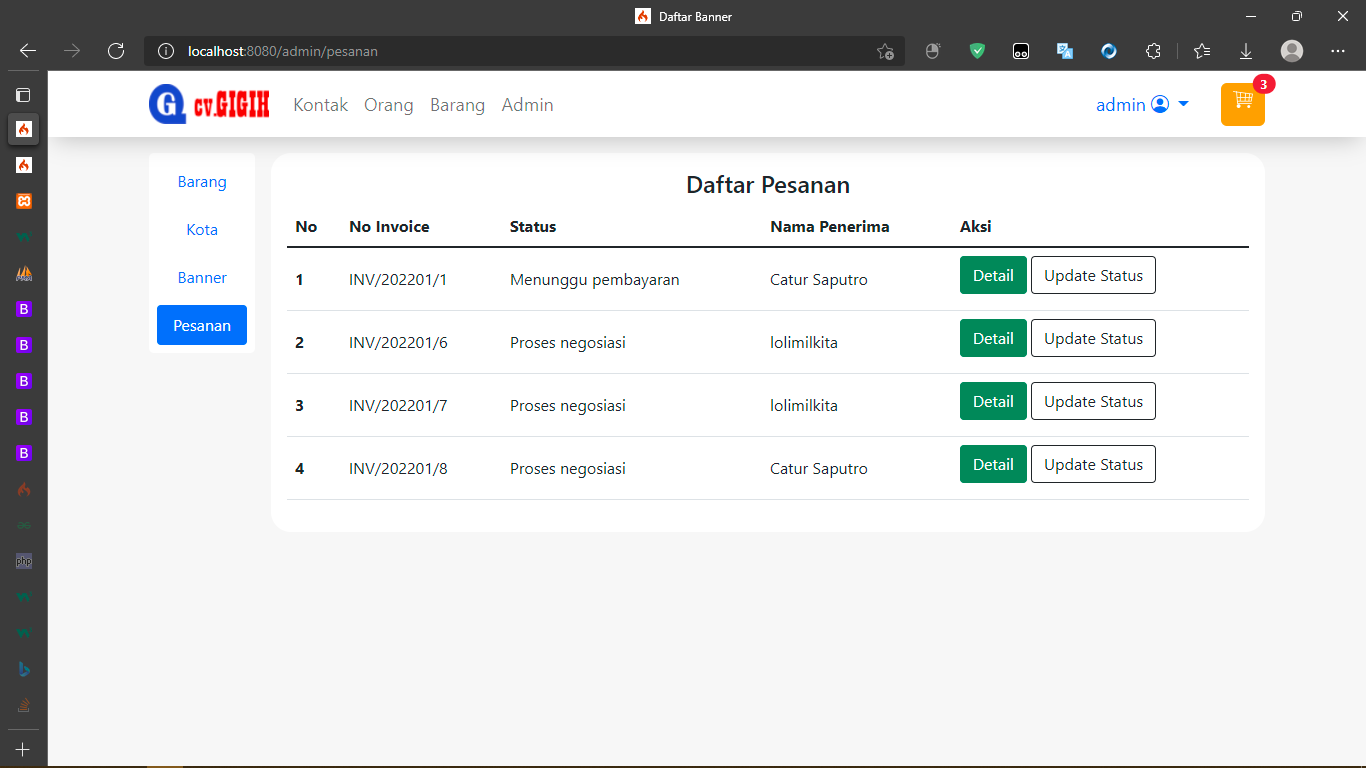 Daftar Banner
localhost:8080/admin/pesanan
G cv.GIGIH Kontak Orang Barang Admin admin 3
Barang
Kota
Banner
Pesanan
Daftar Pesanan
No No Invoice Status Nama Penerima Aksi
1 INV/202201/1 Menunggu pembayaran Catur Saputro Detail Update Status
2 INV/202201/6 Proses negosiasi lolimilkita Detail Update Status
3 INV/202201/7 Proses negosiasi lolimilkita Detail Update Status
4 INV/202201/8 Proses negosiasi Catur Saputro Detail Update Status
B
B
B
B
B
php